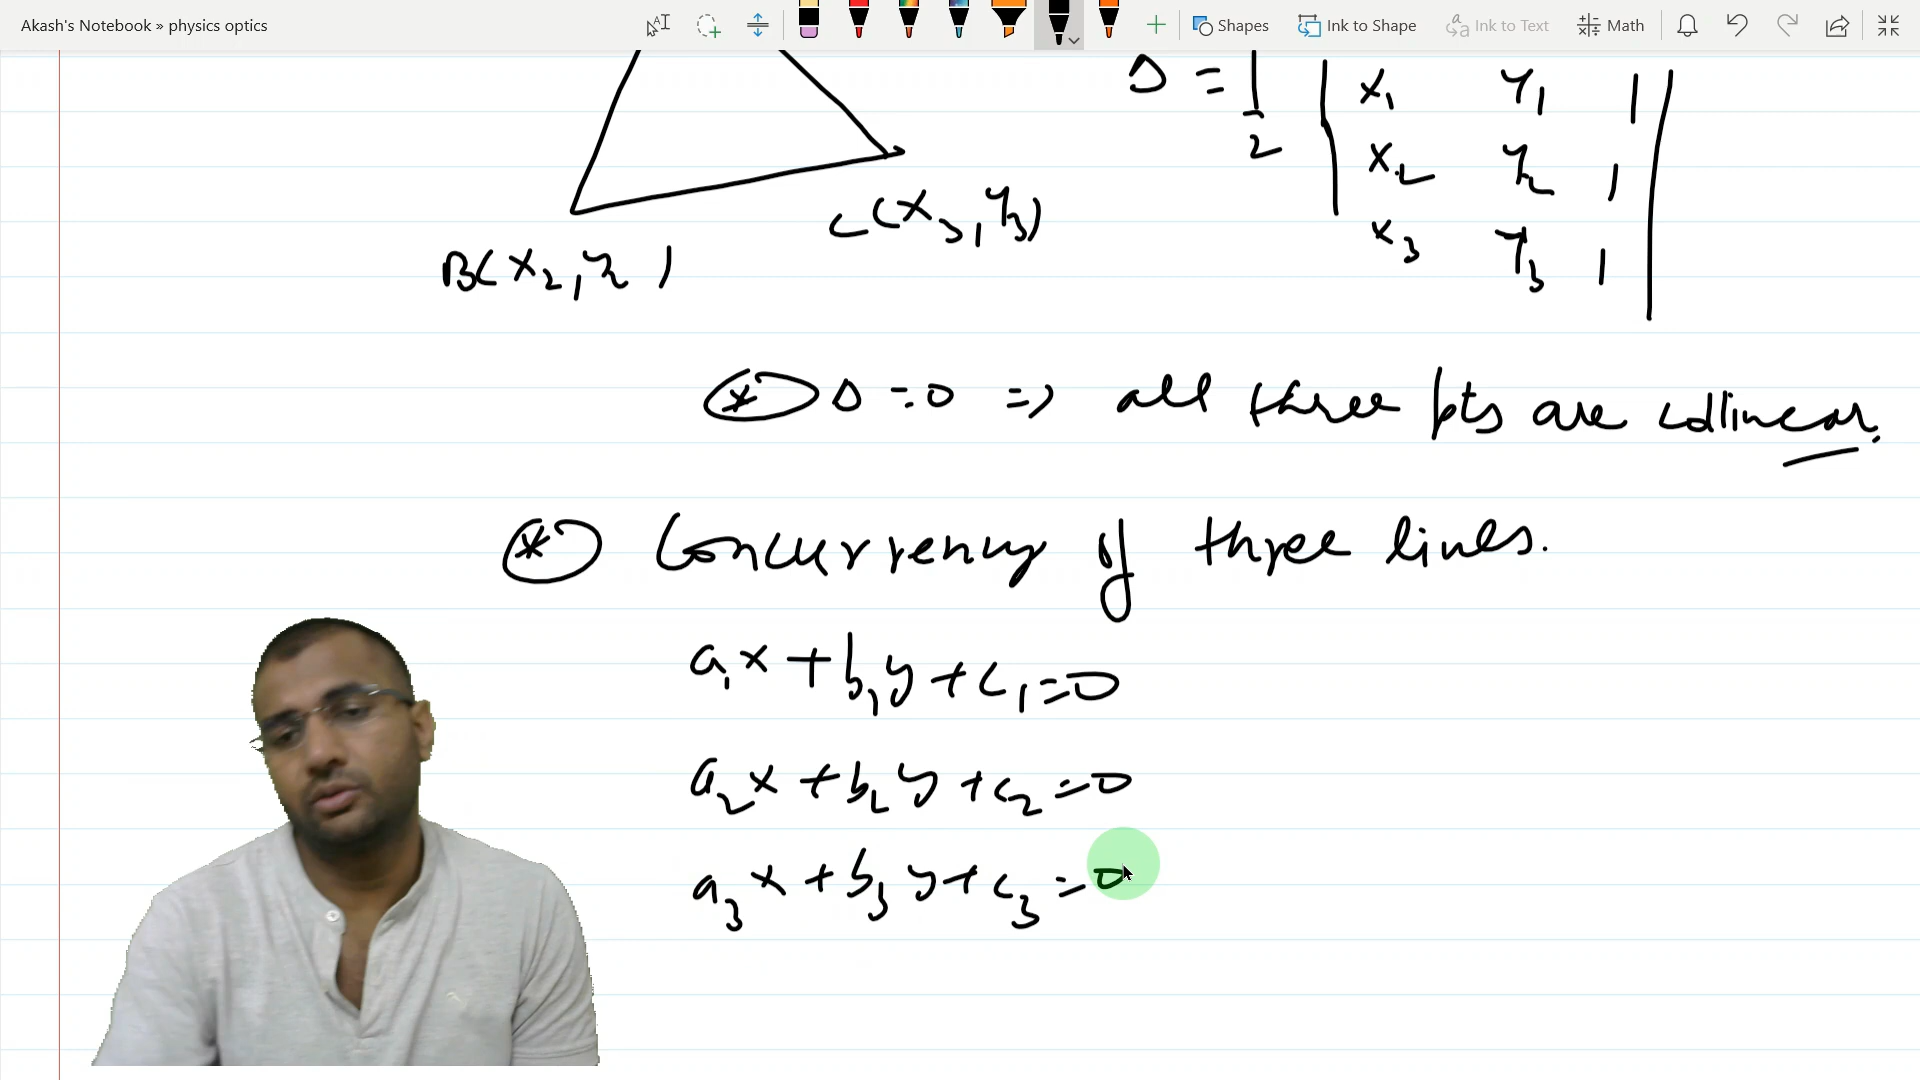 Akash's Notebook » physics optics
Shapes
Ink to Shape
Ink to Text
Math
Δ = 1/2 | x₁ y₁ 1
x₂ y₂ 1
x₃ y₃ 1 |
C(x₃, y₃)
B(x₂, y₂)
* Δ = 0 => all three pts are collinear.
* Concurrency of three lines.
a₁x + b₁y + c₁ = 0
a₂x + b₂y + c₂ = 0
a₃x + b₃y + c₃ = 0